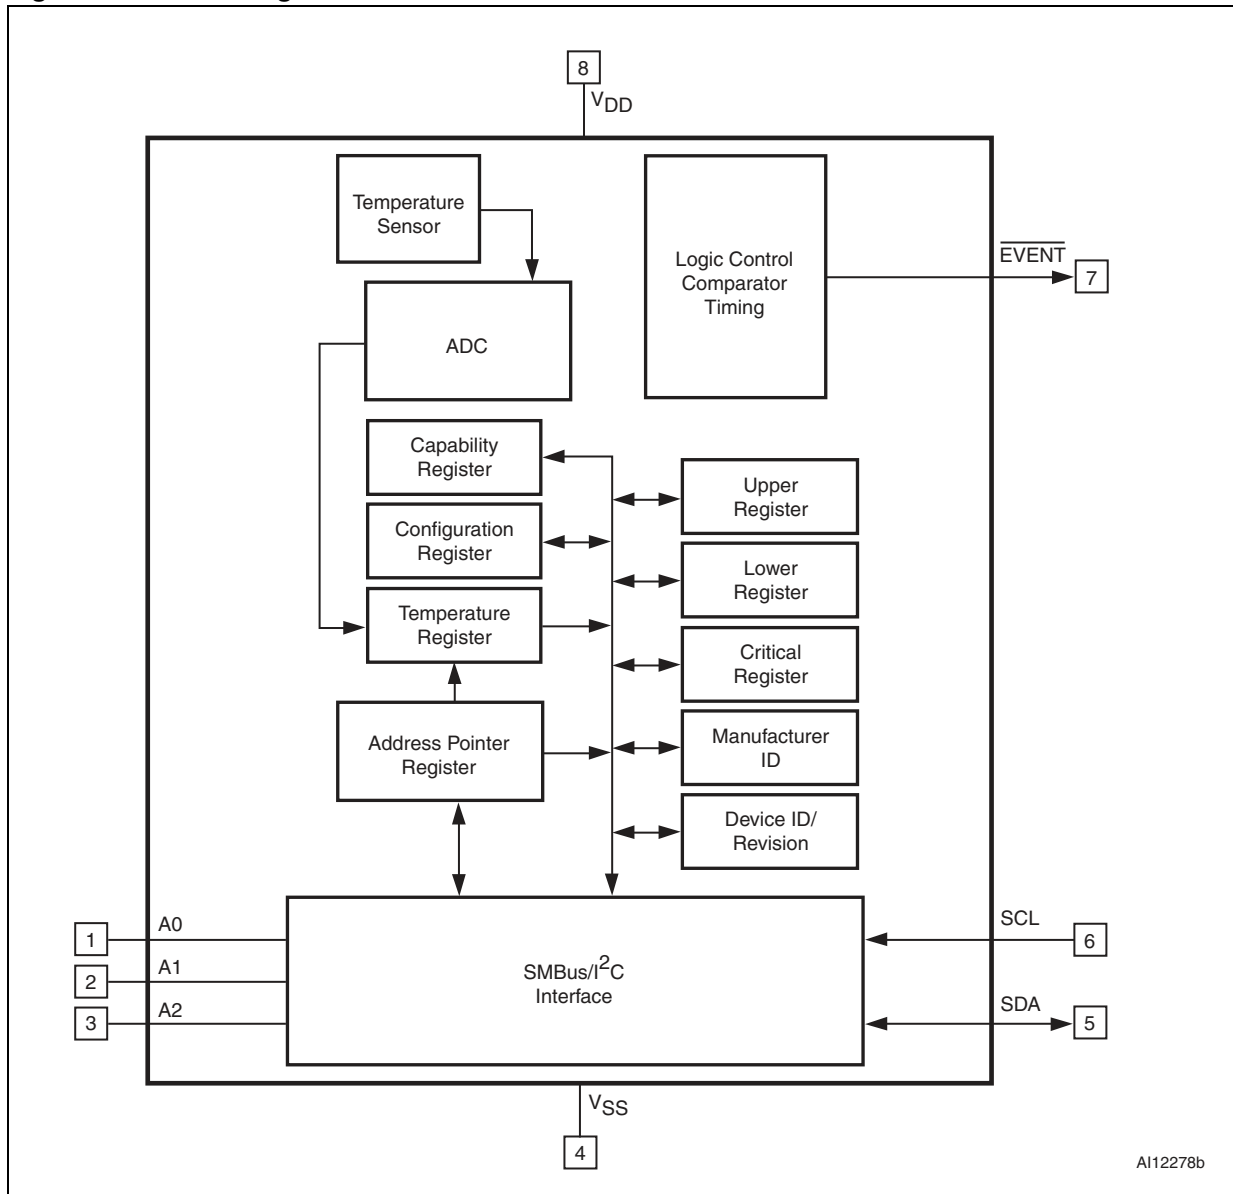 8
VDD
Temperature
Sensor
Logic Control
Comparator
Timing
EVENT
7
ADC
Capability
Register
Upper
Register
Configuration
Register
Lower
Register
Temperature
Register
Critical
Register
Address Pointer
Register
Manufacturer
ID
Device ID/
Revision
1
A0
SCL
6
2
A1
SMBus/I2C
Interface
3
A2
SDA
5
VSS
4
AI12278b